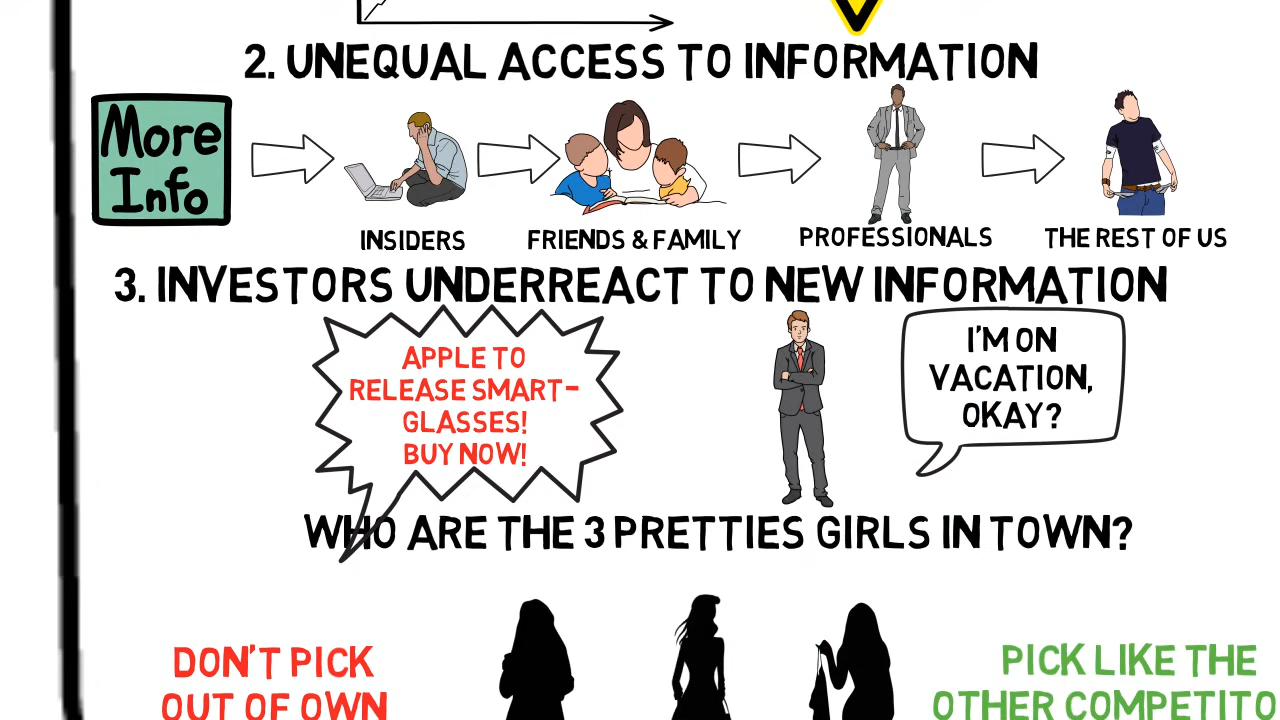 2. UNEQUAL ACCESS TO INFORMATION
More
Info
INSIDERS
FRIENDS & FAMILY
PROFESSIONALS
THE REST OF US
3. INVESTORS UNDERREACT TO NEW INFORMATION
APPLE TO
RELEASE SMART-
GLASSES!
BUY NOW!
I'M ON
VACATION,
OKAY?
WHO ARE THE 3 PRETTIES GIRLS IN TOWN?
DON'T PICK
OUT OF OWN
PICK LIKE THE
OTHER COMPETITO